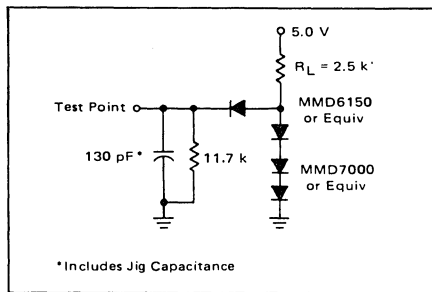 5.0 V
R_L = 2.5 k
Test Point
MMD6150
or Equiv
130 pF*
11.7 k
MMD7000
or Equiv
*Includes Jig Capacitance